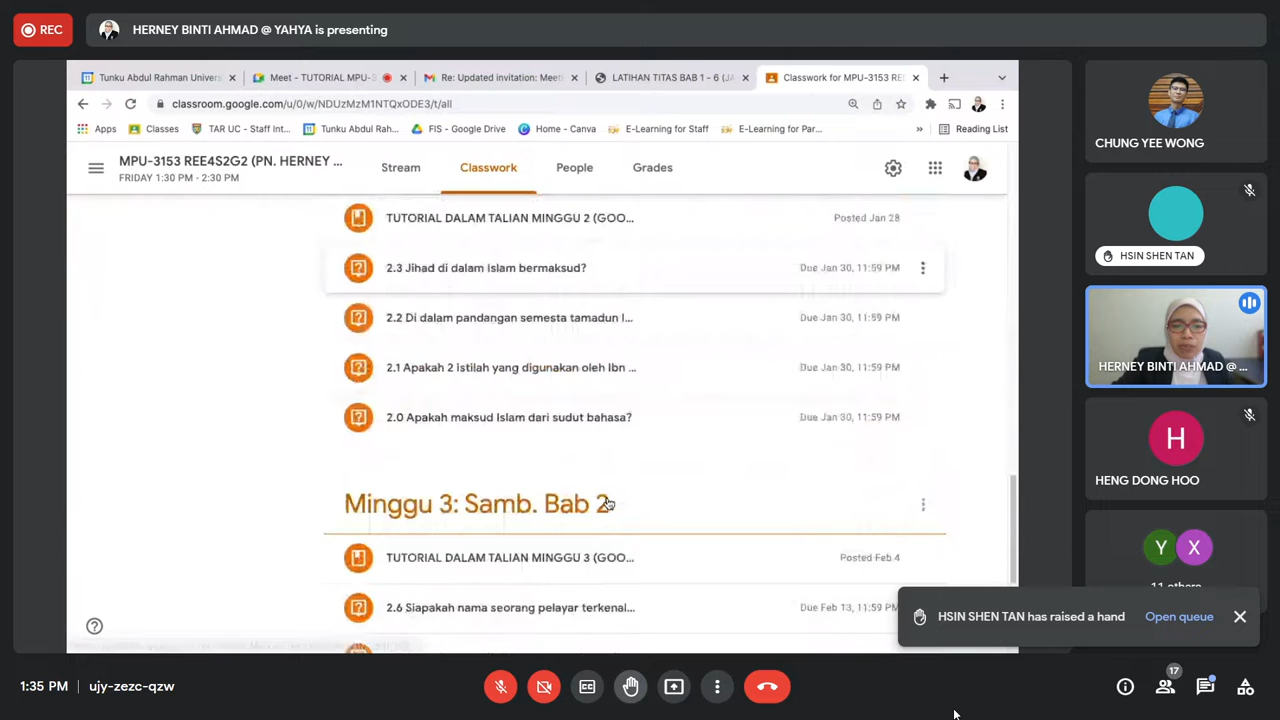 REC
HERNEY BINTI AHMAD @ YAHYA is presenting
Tunku Abdul Rahman Univers
Meet - TUTORIAL MPU-3
Re: Updated invitation: Meeti
LATIHAN TITAS BAB 1 - 6 (JA
Classwork for MPU-3153 REE
classroom.google.com/u/0/w/NDUzMzM1NTQxODE3/t/all
Apps
Classes
TAR UC - Staff Int...
Tunku Abdul Rah...
FIS - Google Drive
Home - Canva
E-Learning for Staff
E-Learning for Par...
»
Reading List
MPU-3153 REE4S2G2 (PN. HERNEY ...
FRIDAY 1:30 PM - 2:30 PM
Stream
Classwork
People
Grades
TUTORIAL DALAM TALIAN MINGGU 2 (GOO...
Posted Jan 28
2.3 Jihad di dalam Islam bermaksud?
Due Jan 30, 11:59 PM
2.2 Di dalam pandangan semesta tamadun I...
Due Jan 30, 11:59 PM
2.1 Apakah 2 istilah yang digunakan oleh Ibn ...
Due Jan 30, 11:59 PM
2.0 Apakah maksud Islam dari sudut bahasa?
Due Jan 30, 11:59 PM
Minggu 3: Samb. Bab 2
TUTORIAL DALAM TALIAN MINGGU 3 (GOO...
Posted Feb 4
2.6 Siapakah nama seorang pelayar terkenal...
Due Feb 13, 11:59 PM
CHUNG YEE WONG
HSIN SHEN TAN
HERNEY BINTI AHMAD @ ...
H
HENG DONG HOO
Y
X
11 others
HSIN SHEN TAN has raised a hand
Open queue
1:35 PM
ujy-zezc-qzw
17